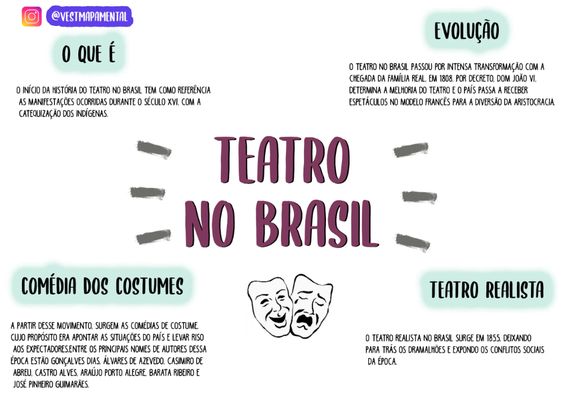 @VESTMAPAMENTAL
O QUE É
O INÍCIO DA HISTÓRIA DO TEATRO NO BRASIL TEM COMO REFERÊNCIA
AS MANIFESTAÇÕES OCORRIDAS DURANTE O SÉCULO XVI, COM A
CATEQUIZAÇÃO DOS INDÍGENAS.
EVOLUÇÃO
O TEATRO NO BRASIL PASSOU POR INTENSA TRANSFORMAÇÃO COM A
CHEGADA DA FAMÍLIA REAL, EM 1808. POR DECRETO, DOM JOÃO VI,
DETERMINA A MELHORIA DO TEATRO E O PAÍS PASSA A RECEBER
ESPETÁCULOS NO MODELO FRANCÊS PARA A DIVERSÃO DA ARISTOCRACIA.
TEATRO
NO BRASIL
COMÉDIA DOS COSTUMES
A PARTIR DESSE MOVIMENTO, SURGEM AS COMÉDIAS DE COSTUME,
CUJO PROPÓSITO ERA APONTAR AS SITUAÇÕES DO PAÍS E LEVAR RISO
AOS EXPECTADORES.ENTRE OS PRINCIPAIS NOMES DE AUTORES DESSA
ÉPOCA ESTÃO GONÇALVES DIAS, ÁLVARES DE AZEVEDO, CASIMIRO DE
ABREU, CASTRO ALVES, ARAÚJO PORTO ALEGRE, BARATA RIBEIRO E
JOSÉ PINHEIRO GUIMARÃES.
TEATRO REALISTA
O TEATRO REALISTA NO BRASIL SURGE EM 1855, DEIXANDO
PARA TRÁS OS DRAMALHÕES E EXPONDO OS CONFLITOS SOCIAIS
DA ÉPOCA.